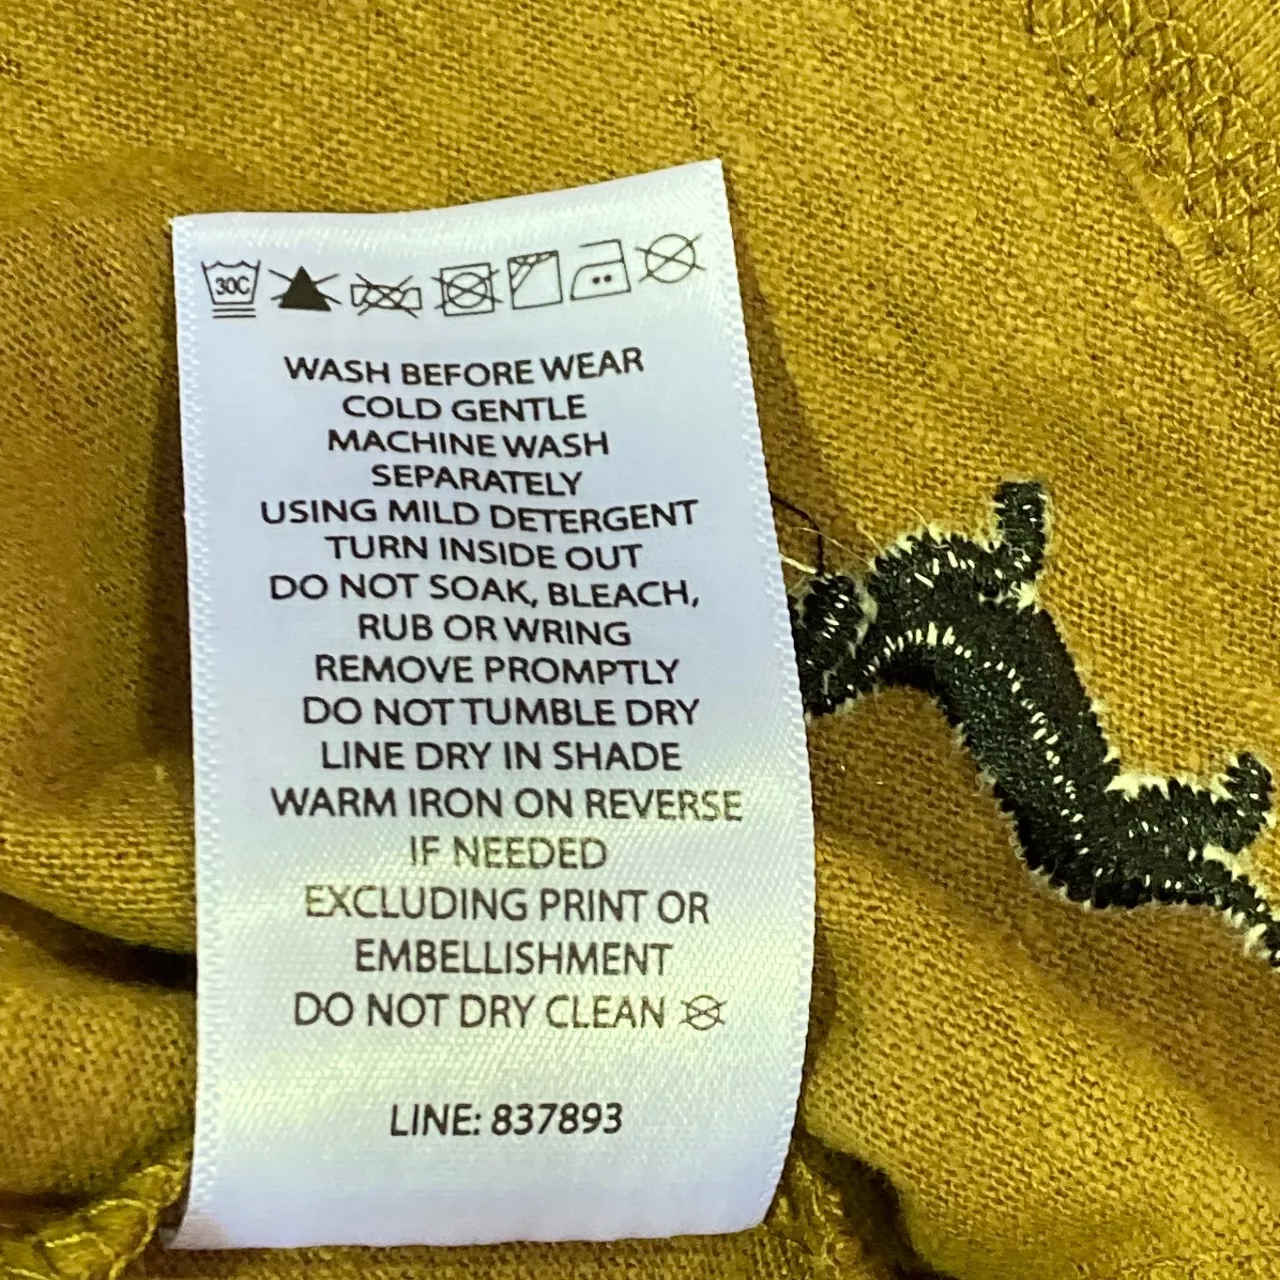 30C
WASH BEFORE WEAR
COLD GENTLE
MACHINE WASH
SEPARATELY
USING MILD DETERGENT
TURN INSIDE OUT
DO NOT SOAK, BLEACH,
RUB OR WRING
REMOVE PROMPTLY
DO NOT TUMBLE DRY
LINE DRY IN SHADE
WARM IRON ON REVERSE
IF NEEDED
EXCLUDING PRINT OR
EMBELLISHMENT
DO NOT DRY CLEAN
LINE: 837893